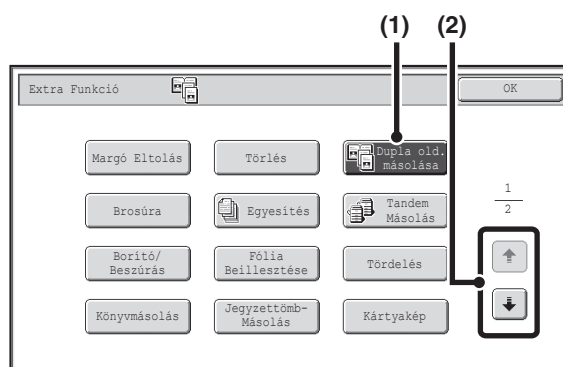 (1) (2)
Extra Funkció OK
Margó Eltolás Törlés Dupla old.
másolása
1
2
Brosúra Egyesítés Tandem
Másolás
Borító/
Beszúrás
Fólia
Beillesztése
Tördelés
Könyvmásolás
Jegyzettömb-
Másolás
Kártyakép